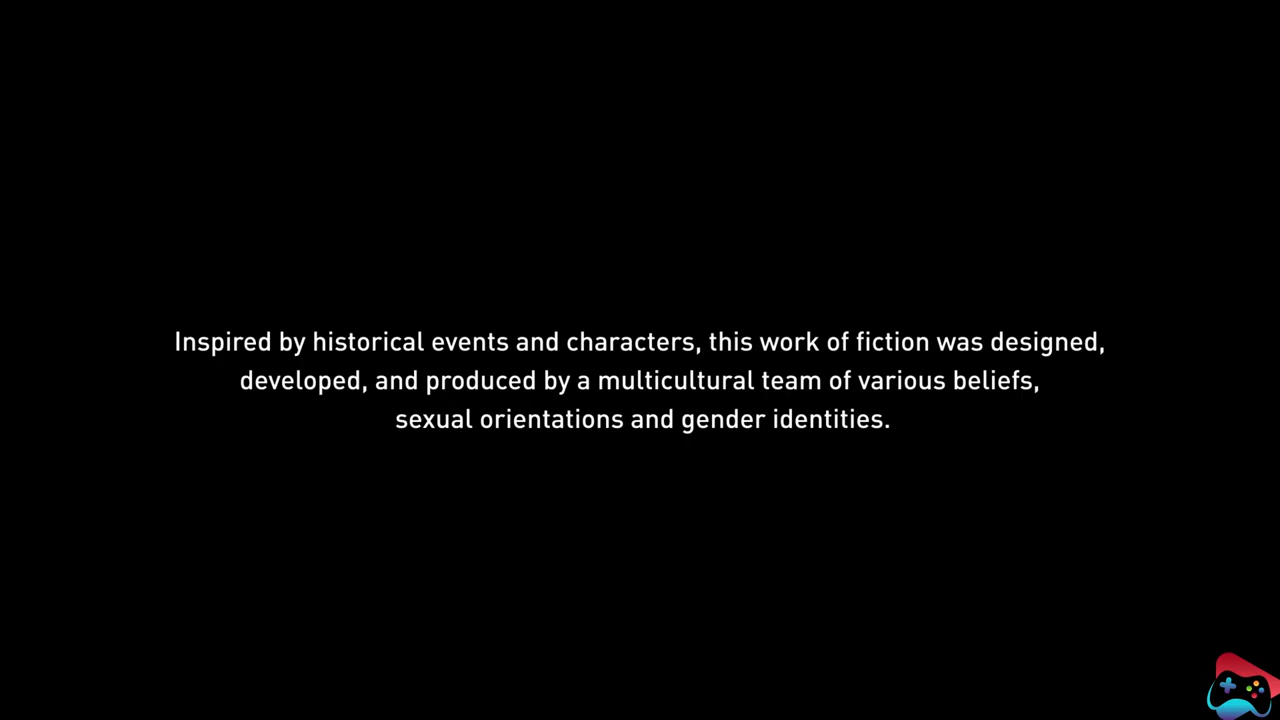 Inspired by historical events and characters, this work of fiction was designed,
developed, and produced by a multicultural team of various beliefs,
sexual orientations and gender identities.